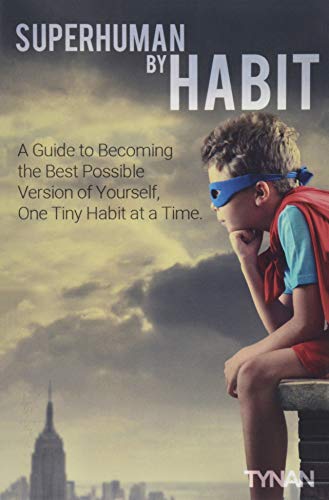 SUPERHUMAN
BY HABIT
A Guide to Becoming
the Best Possible
Version of Yourself,
One Tiny Habit at a Time.
TYNAN